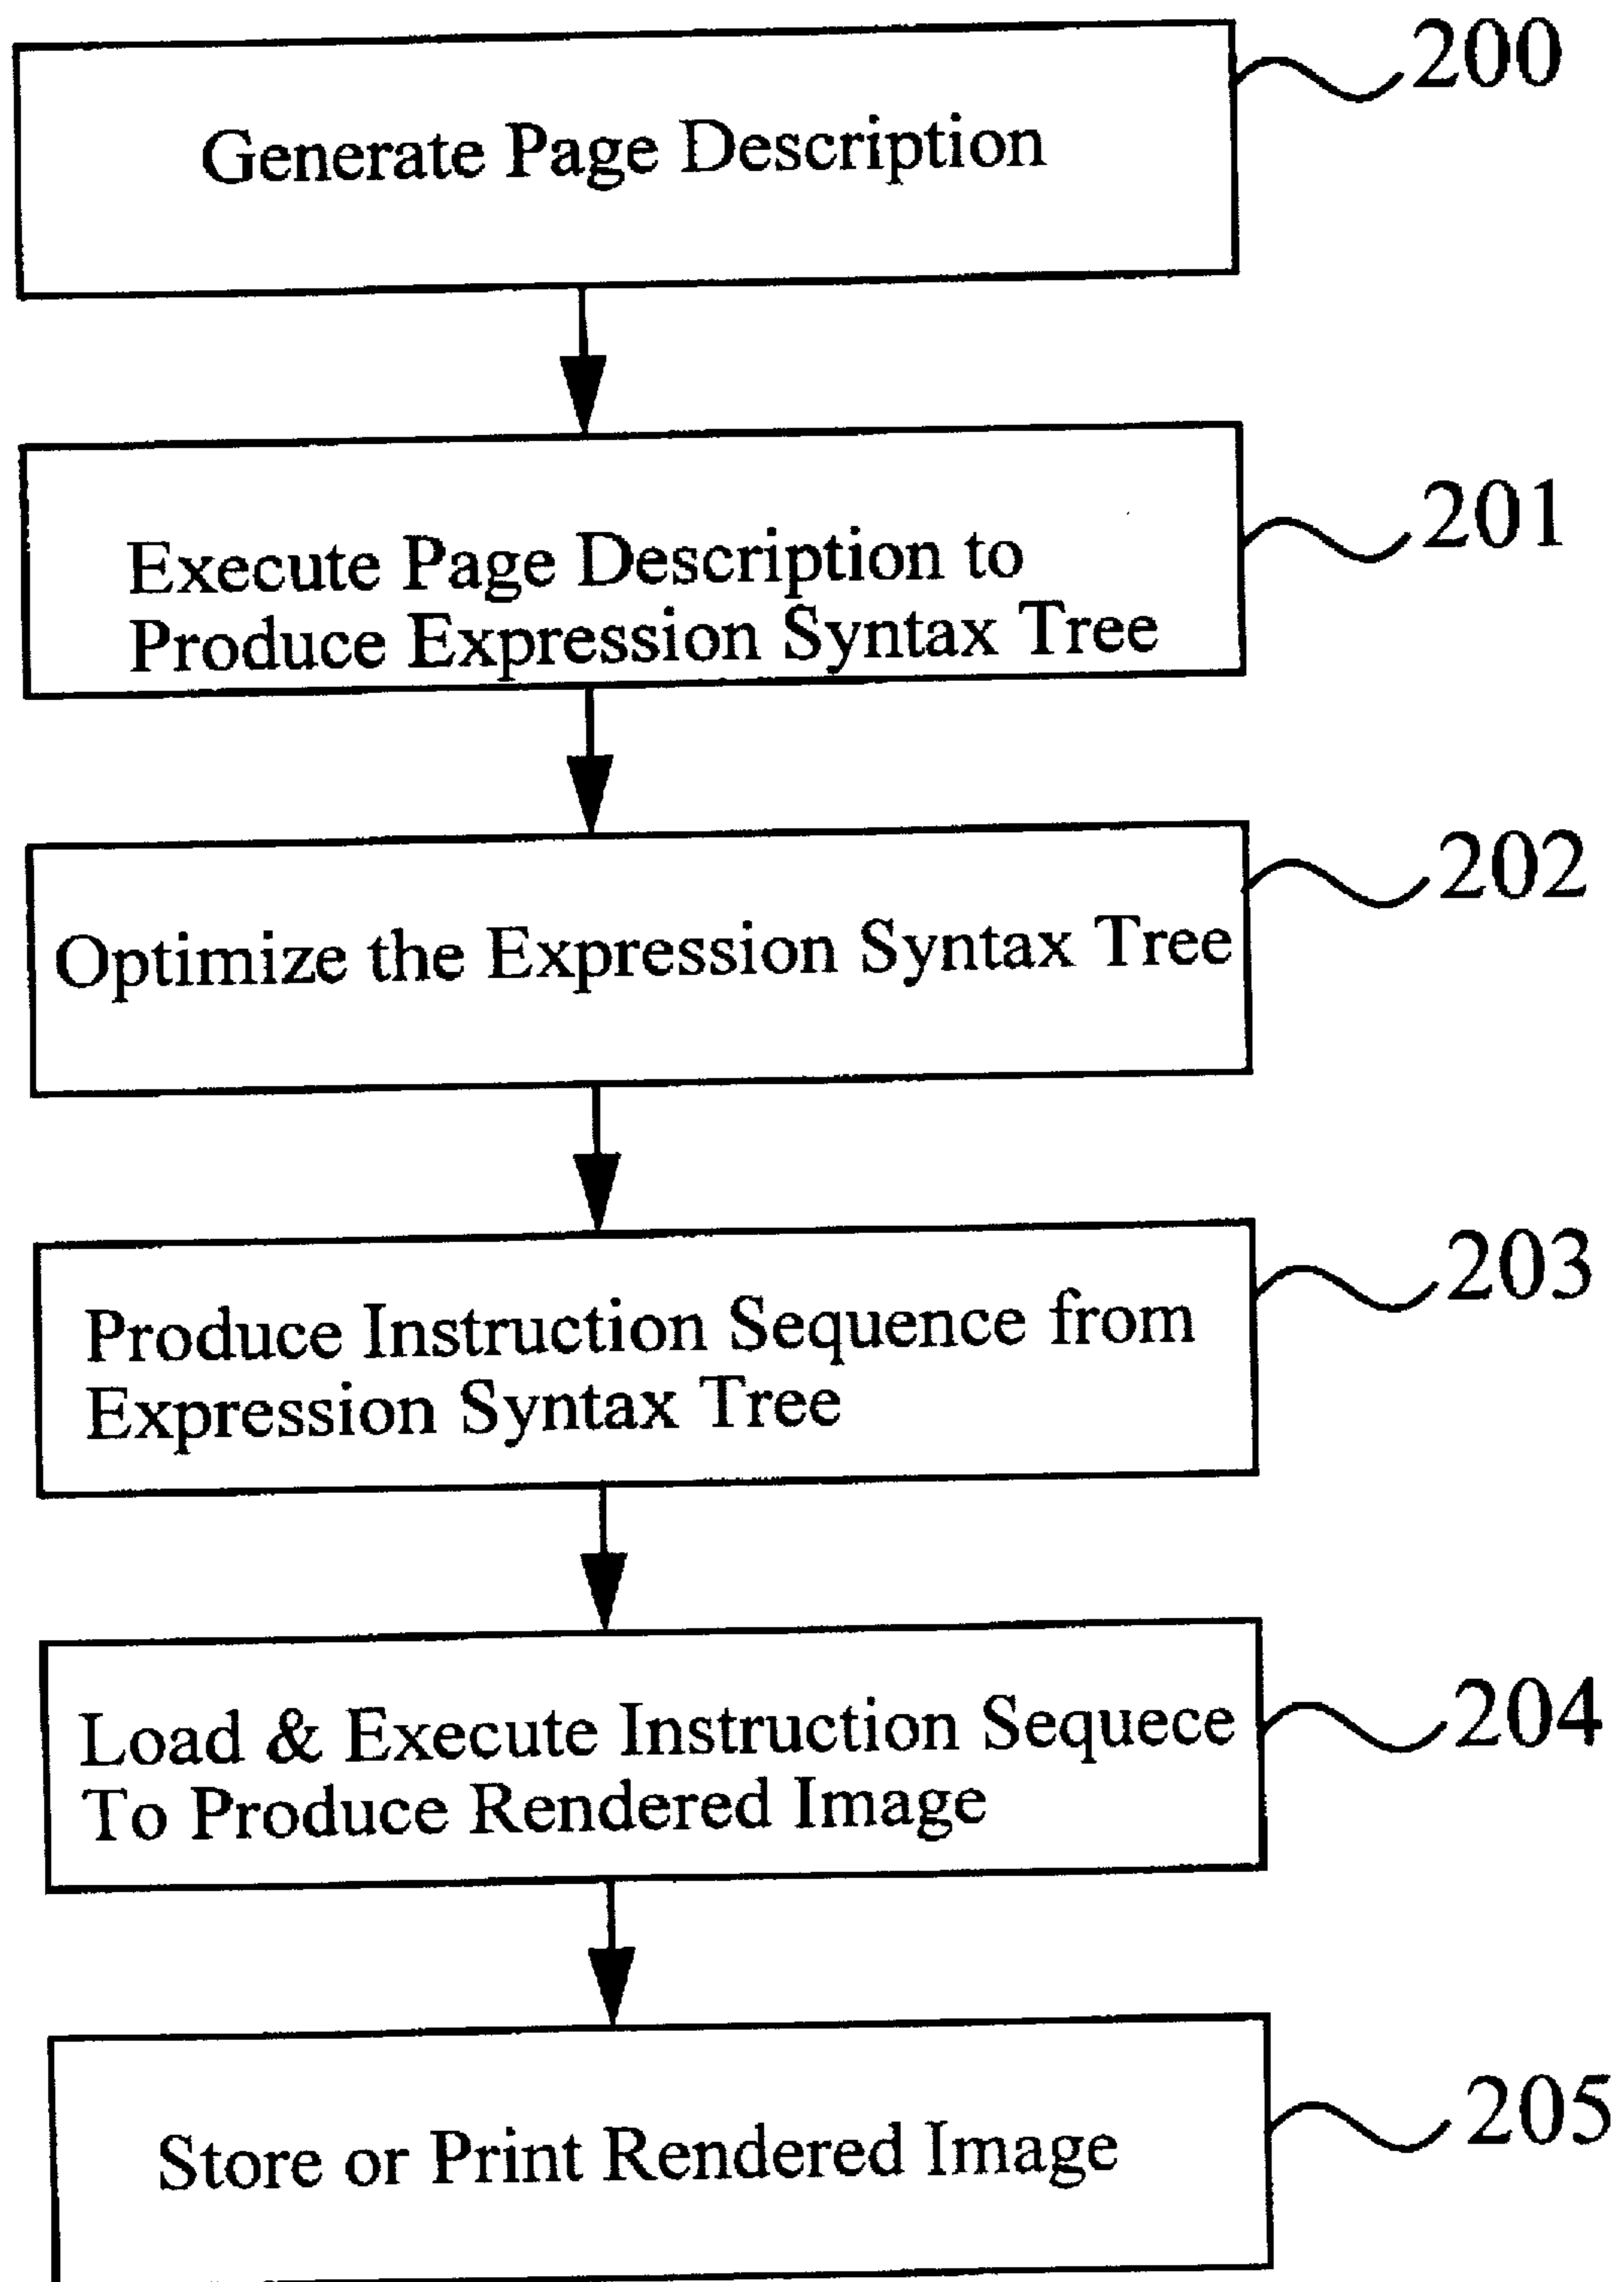 200
Generate Page Description
201
Execute Page Description to
Produce Expression Syntax Tree
202
Optimize the Expression Syntax Tree
203
Produce Instruction Sequence from
Expression Syntax Tree
204
Load & Execute Instruction Sequece
To Produce Rendered Image
205
Store or Print Rendered Image